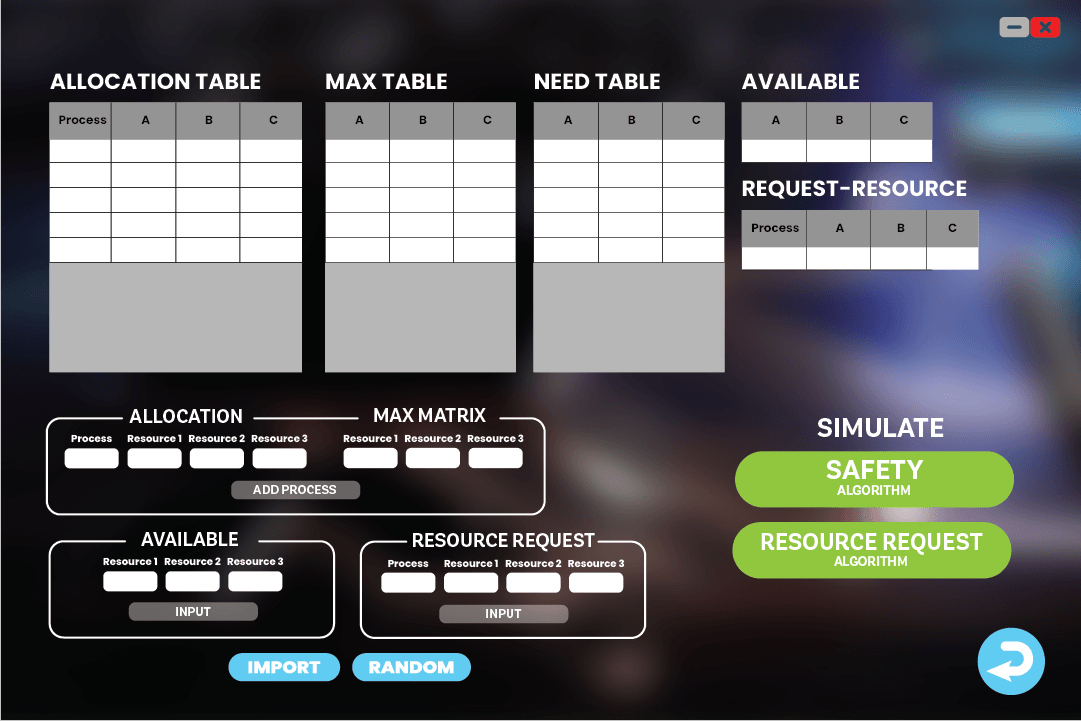 ALLOCATION TABLE
MAX TABLE
NEED TABLE
AVAILABLE
Process A B C
A B C
A B C
A B C
REQUEST-RESOURCE
Process A B C
ALLOCATION
MAX MATRIX
Process Resource 1 Resource 2 Resource 3
Resource 1 Resource 2 Resource 3
ADD PROCESS
SIMULATE
SAFETY
ALGORITHM
RESOURCE REQUEST
ALGORITHM
AVAILABLE
Resource 1 Resource 2 Resource 3
INPUT
RESOURCE REQUEST
Process Resource 1 Resource 2 Resource 3
INPUT
IMPORT
RANDOM